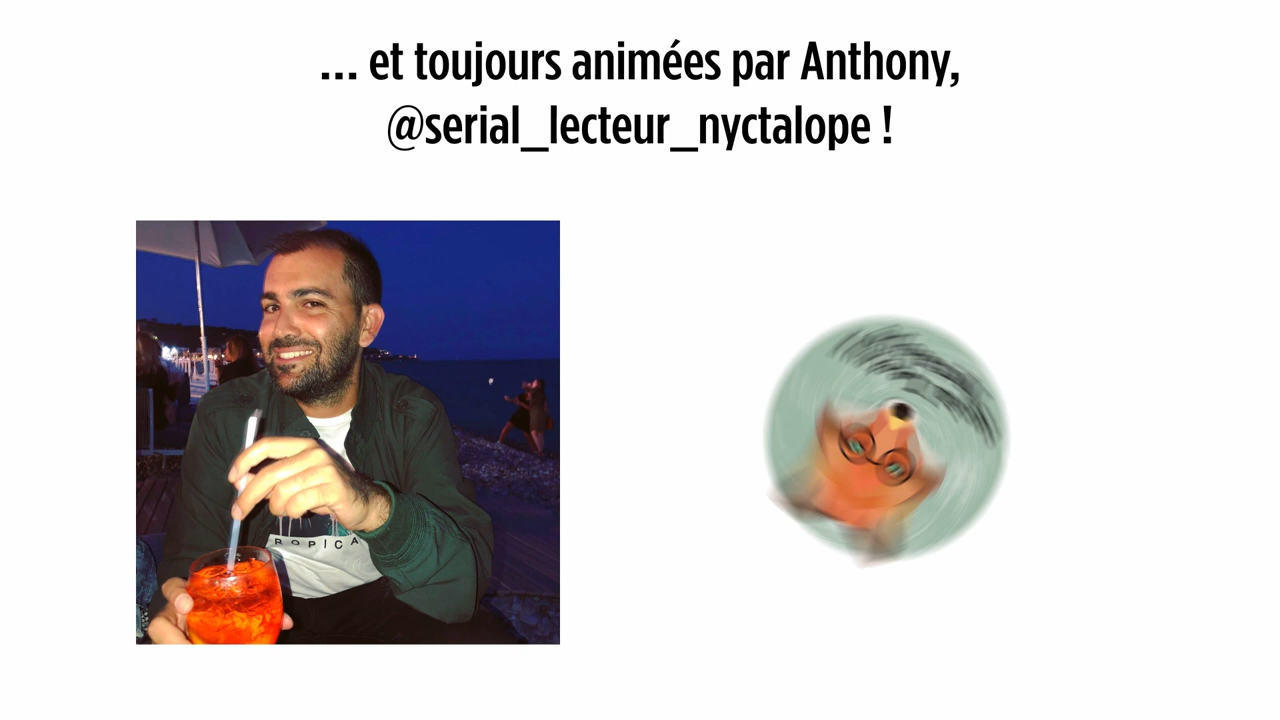 ... et toujours animées par Anthony,
@serial_lecteur_nyctalope !
ROPICA